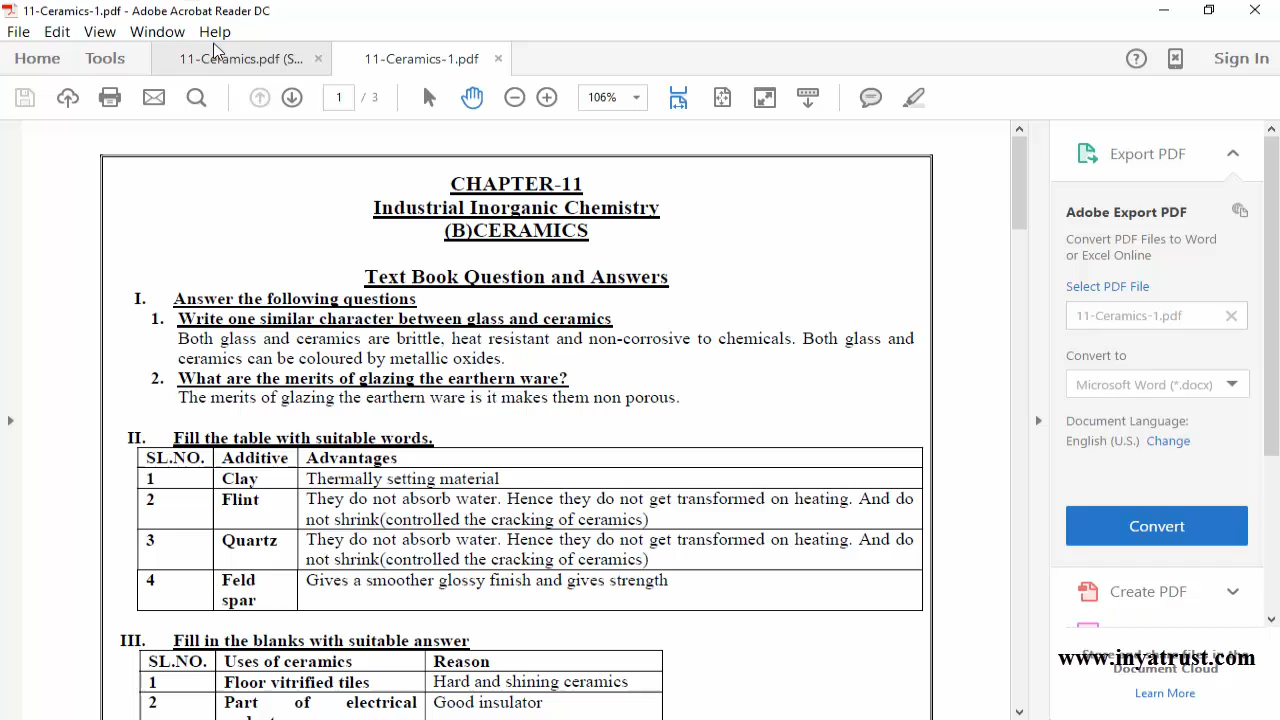 11-Ceramics-1.pdf - Adobe Acrobat Reader DC
File Edit View Window Help
Home Tools 11-Ceramics.pdf (S... × 11-Ceramics-1.pdf × Sign In
1 / 3 106%
CHAPTER-11
Industrial Inorganic Chemistry
(B)CERAMICS
Text Book Question and Answers
I. Answer the following questions
1. Write one similar character between glass and ceramics
Both glass and ceramics are brittle, heat resistant and non-corrosive to chemicals. Both glass and
ceramics can be coloured by metallic oxides.
2. What are the merits of glazing the earthern ware?
The merits of glazing the earthern ware is it makes them non porous.
II. Fill the table with suitable words.
SL.NO. Additive Advantages
1 Clay Thermally setting material
2 Flint They do not absorb water. Hence they do not get transformed on heating. And do
not shrink(controlled the cracking of ceramics)
3 Quartz They do not absorb water. Hence they do not get transformed on heating. And do
not shrink(controlled the cracking of ceramics)
4 Feld Gives a smoother glossy finish and gives strength
spar
III. Fill in the blanks with suitable answer
SL.NO. Uses of ceramics Reason
1 Floor vitrified tiles Hard and shining ceramics
2 Part of electrical Good insulator
Export PDF
Adobe Export PDF
Convert PDF Files to Word
or Excel Online
Select PDF File
11-Ceramics-1.pdf
Convert to
Microsoft Word (*.docx)
Document Language:
English (U.S.) Change
Convert
Create PDF
Store and share files in the
www.inyatrust.com
Document Cloud
Learn More